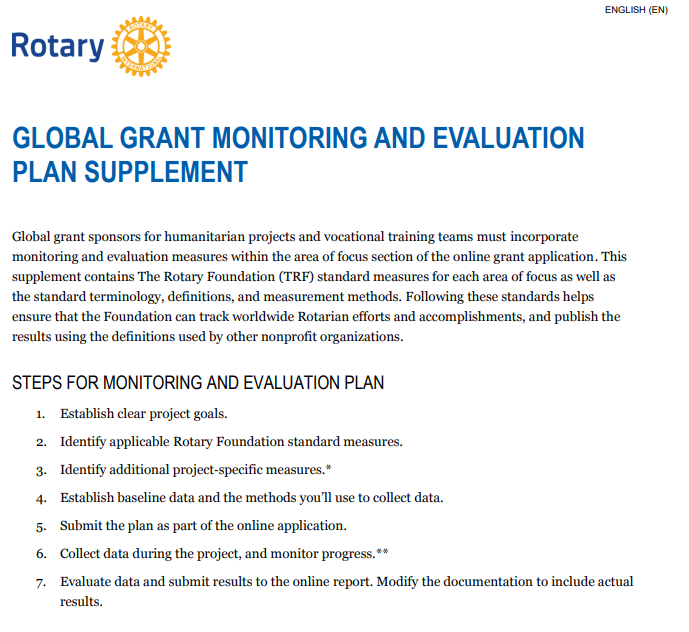 ENGLISH (EN)
Rotary
ROTARY
INTERNATIONAL
GLOBAL GRANT MONITORING AND EVALUATION
PLAN SUPPLEMENT
Global grant sponsors for humanitarian projects and vocational training teams must incorporate
monitoring and evaluation measures within the area of focus section of the online grant application. This
supplement contains The Rotary Foundation (TRF) standard measures for each area of focus as well as
the standard terminology, definitions, and measurement methods. Following these standards helps
ensure that the Foundation can track worldwide Rotarian efforts and accomplishments, and publish the
results using the definitions used by other nonprofit organizations.
STEPS FOR MONITORING AND EVALUATION PLAN
1. Establish clear project goals.
2. Identify applicable Rotary Foundation standard measures.
3. Identify additional project-specific measures.*
4. Establish baseline data and the methods you’ll use to collect data.
5. Submit the plan as part of the online application.
6. Collect data during the project, and monitor progress.**
7. Evaluate data and submit results to the online report. Modify the documentation to include actual
results.